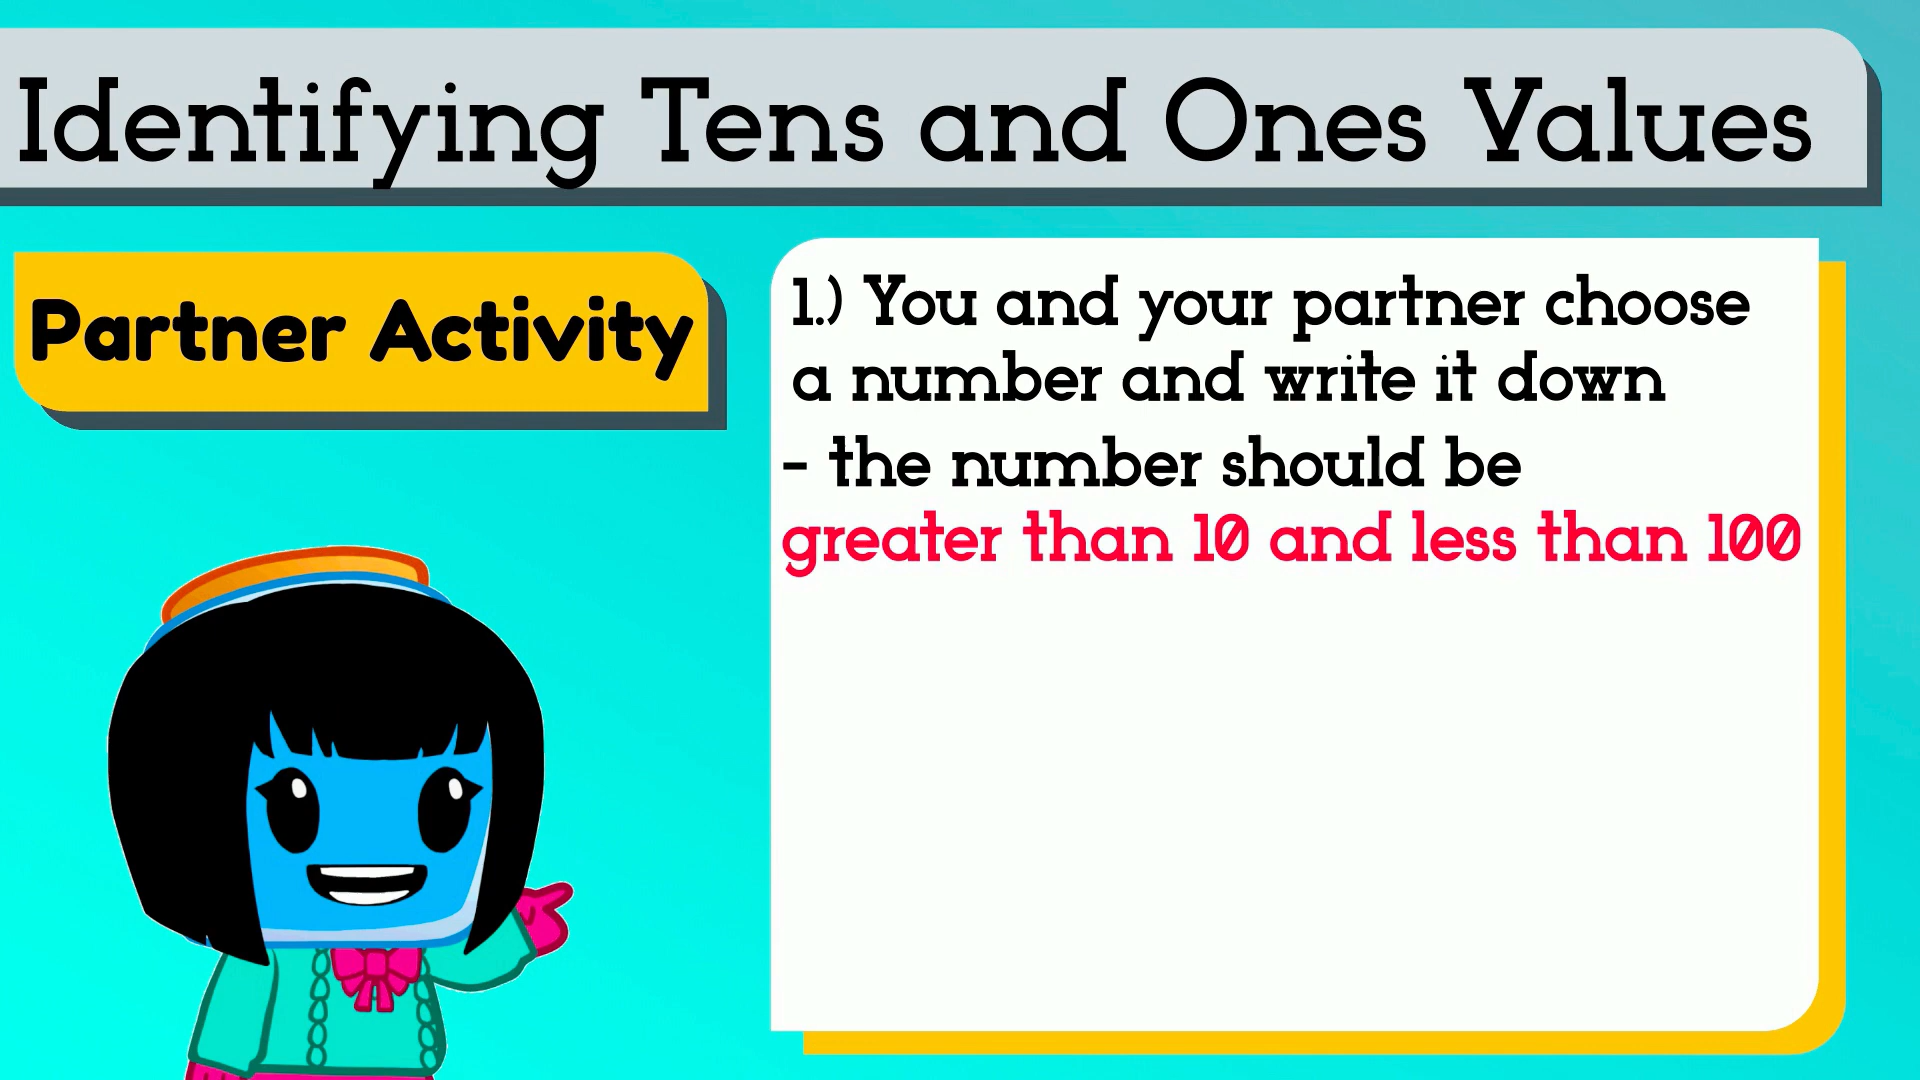 Identifying Tens and Ones Values
Partner Activity
1.) You and your partner choose
a number and write it down
- the number should be
greater than 10 and less than 100